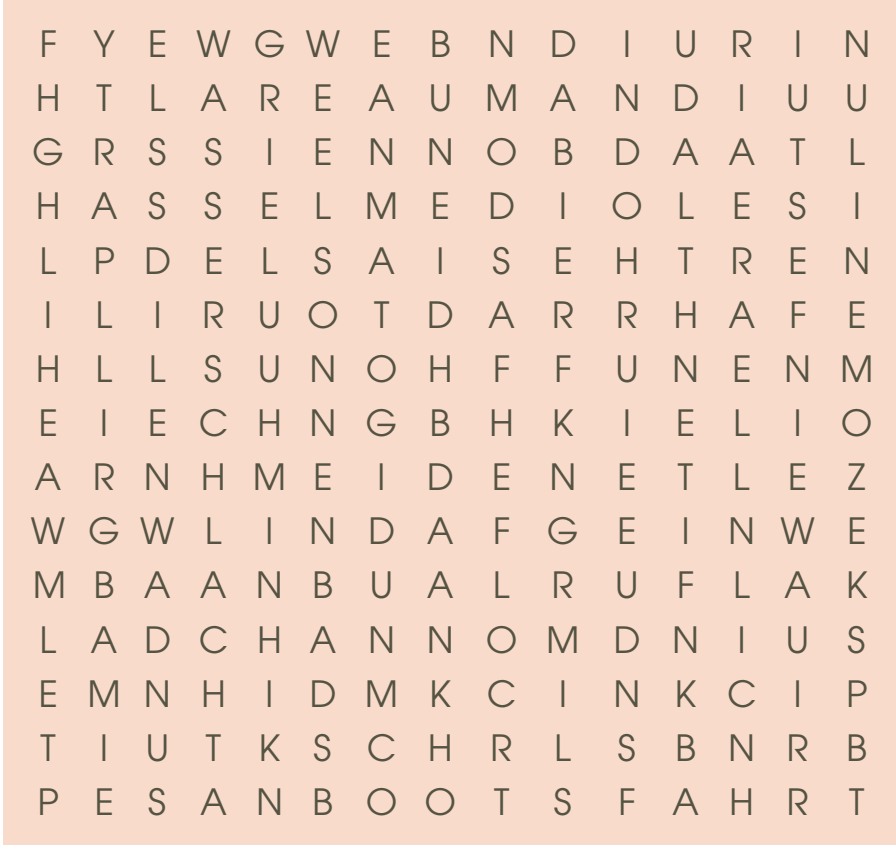 F Y E W G W E B N D I U R I N
H T L A R E A U M A N D I U U
G R S S I E N N O B D A A T L
H A S S E L M E D I O L E S I
L P D E L S A I S E H T R E N
I L I R U O T D A R R H A F E
H L L S U N O H F F U N E N M
E I E C H N G B H K I E L I O
A R N H M E I D E N E T L E Z
W G W L I N D A F G E I N W E
M B A A N B U A L R U F L A K
L A D C H A N N O M D N I U S
E M N H I D M K C I N K C I P
T I U T K S C H R L S B N R B
P E S A N B O O T S F A H R T